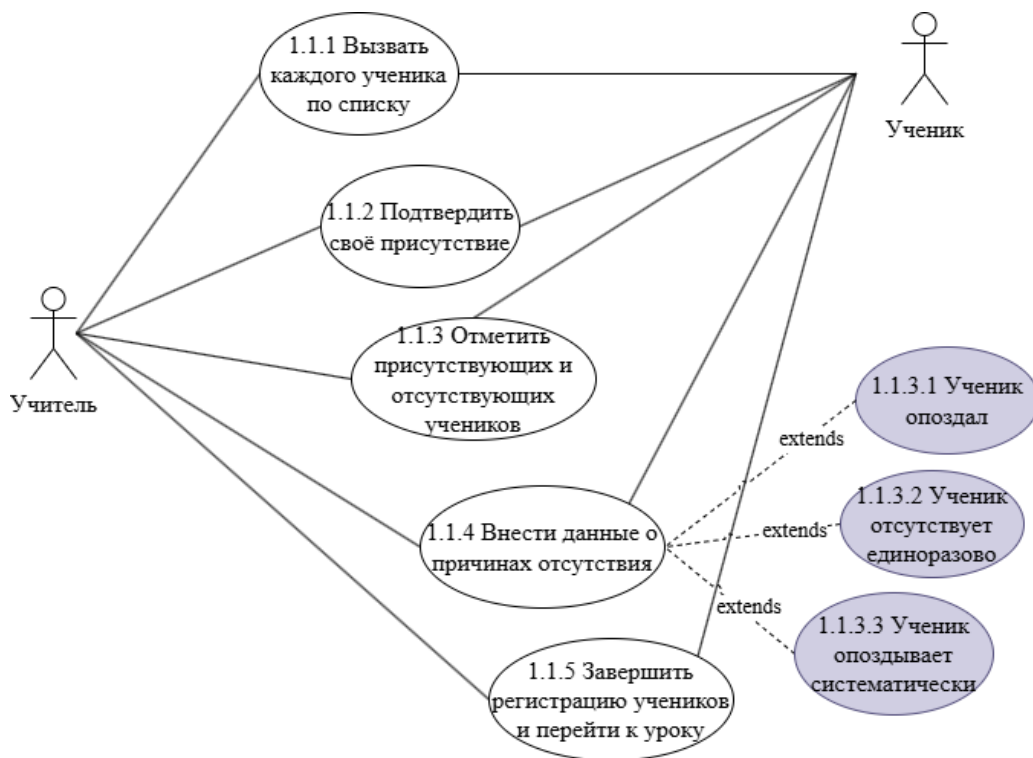 1.1.1 Вызвать
каждого ученика
по списку
Ученик
1.1.2 Подтвердить
своё присутствие
1.1.3 Отметить
присутствующих и
отсутствующих
учеников
Учитель
1.1.3.1 Ученик
опоздал
extends
1.1.4 Внести данные о
причинах отсутствия
extends
1.1.3.2 Ученик
отсутствует
единоразово
extends
1.1.3.3 Ученик
опоздывает
систематически
1.1.5 Завершить
регистрацию учеников
и перейти к уроку